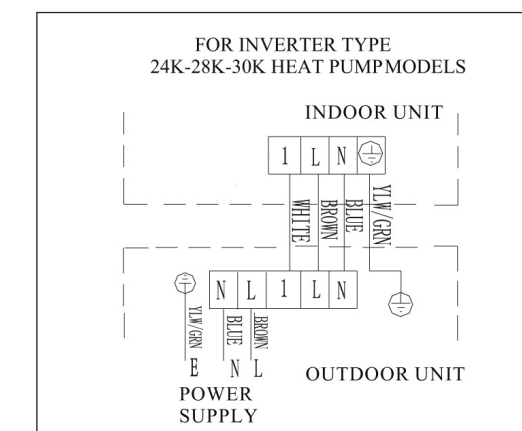 FOR INVERTER TYPE
24K-28K-30K HEAT PUMP MODELS
INDOOR UNIT
1 L N
WHITE
BROWN
BLUE
YLW/GRN
N L 1 L N
YLW/GRN
BLUE
BROWN
E N L
POWER
SUPPLY
OUTDOOR UNIT